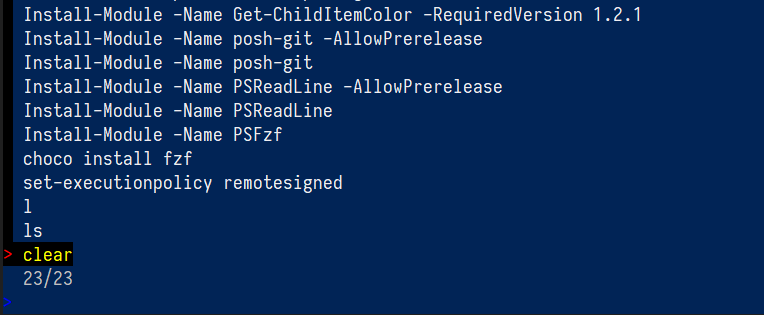 Install-Module -Name Get-ChildItemColor -RequiredVersion 1.2.1
Install-Module -Name posh-git -AllowPrerelease
Install-Module -Name posh-git
Install-Module -Name PSReadLine -AllowPrerelease
Install-Module -Name PSReadLine
Install-Module -Name PSFzf
choco install fzf
set-executionpolicy remotesigned
l
ls
> clear
23/23
>